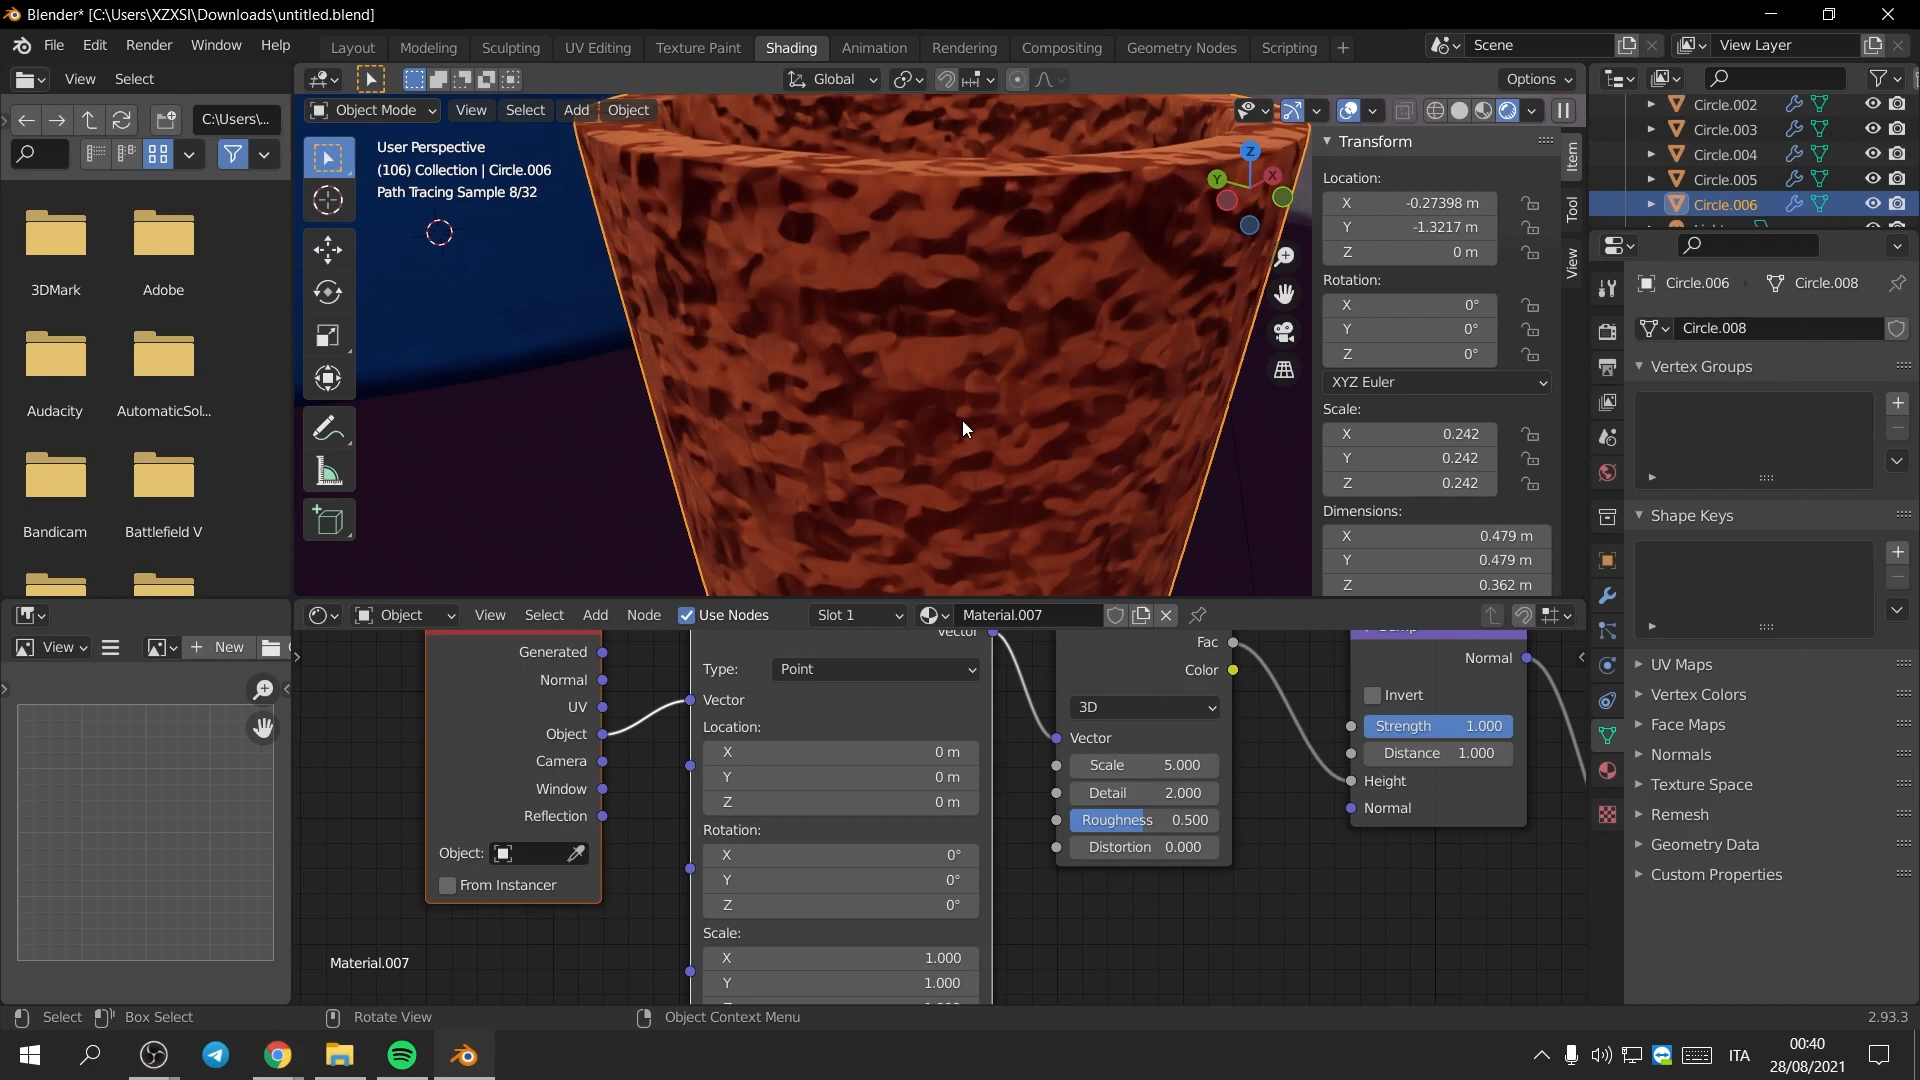 Blender* [C:\Users\XZXSI\Downloads\untitled.blend]
File Edit Render Window Help
Layout Modeling Sculpting UV Editing Texture Paint Shading Animation Rendering Compositing Geometry Nodes Scripting
Scene
View Layer
View Select
Global
Options
C:\Users\...
Object Mode View Select Add Object
User Perspective
(106) Collection | Circle.006
Path Tracing Sample 8/32
3DMark
Adobe
Audacity
AutomaticSol...
Bandicam
Battlefield V
Z
X
Y
Transform
Location:
X -0.27398 m
Y -1.3217 m
Z 0 m
Rotation:
X 0°
Y 0°
Z 0°
XYZ Euler
Scale:
X 0.242
Y 0.242
Z 0.242
Dimensions:
X 0.479 m
Y 0.479 m
Z 0.362 m
Item
Tool
View
Circle.002
Circle.003
Circle.004
Circle.005
Circle.006
Circle.006 Circle.008
Circle.008
Vertex Groups
Shape Keys
UV Maps
Vertex Colors
Face Maps
Normals
Texture Space
Remesh
Geometry Data
Custom Properties
View
New
Object View Select Add Node Use Nodes Slot 1 Material.007
Generated
Normal
UV
Object
Camera
Window
Reflection
Object:
From Instancer
Material.007
Vector
Type: Point
Vector
Location:
X 0 m
Y 0 m
Z 0 m
Rotation:
X 0°
Y 0°
Z 0°
Scale:
X 1.000
Y 1.000
Fac
Color
3D
Vector
Scale 5.000
Detail 2.000
Roughness 0.500
Distortion 0.000
Normal
Invert
Strength 1.000
Distance 1.000
Height
Normal
Select Box Select Rotate View Object Context Menu 2.93.3
ITA
00:40
28/08/2021